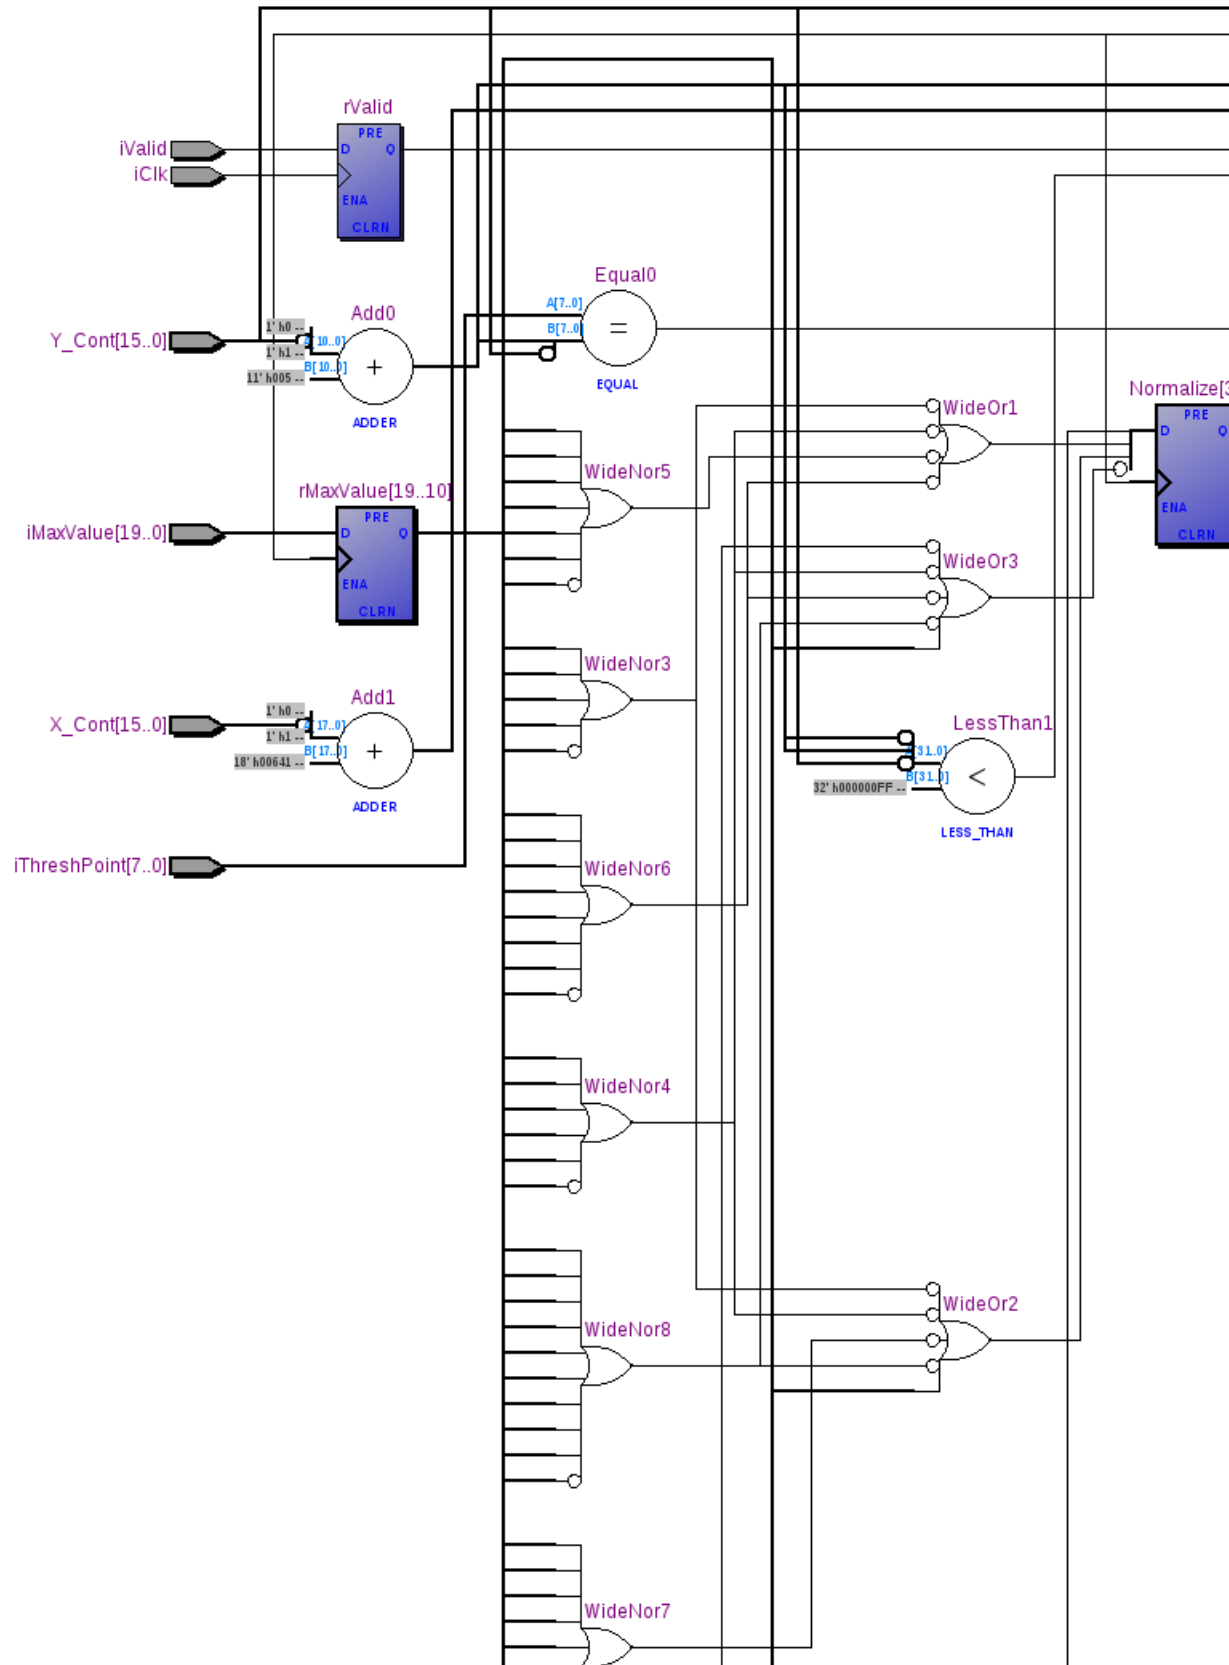 rValid
PRE
iValid
D
Q
iClk
ENA
CLRN
Equal0
A[7..0]
B[7..0]
=
EQUAL
Add0
1' h0 --
Y_Cont[15..0]
A[10..0]
1' h1 --
B[10..0]
11' h005 --
+
ADDER
Normalize[3
PRE
D
Q
ENA
CLRN
WideOr1
WideNor5
rMaxValue[19..10]
PRE
iMaxValue[19..0]
D
Q
ENA
CLRN
WideOr3
WideNor3
Add1
1' h0 --
X_Cont[15..0]
A[17..0]
1' h1 --
B[17..0]
18' h00641 --
+
ADDER
LessThan1
A[31..0]
B[31..0]
32' h000000FF --
<
LESS_THAN
iThreshPoint[7..0]
WideNor6
WideNor4
WideOr2
WideNor8
WideNor7